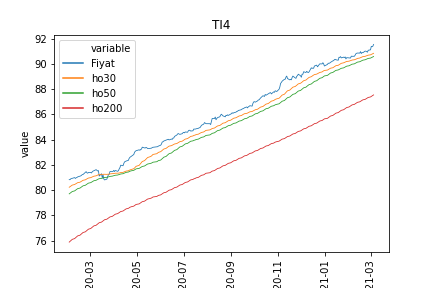 TI4
variable
Fiyat
ho30
ho50
ho200
value
92
90
88
86
84
82
80
78
76
20-03
20-05
20-07
20-09
20-11
21-01
21-03